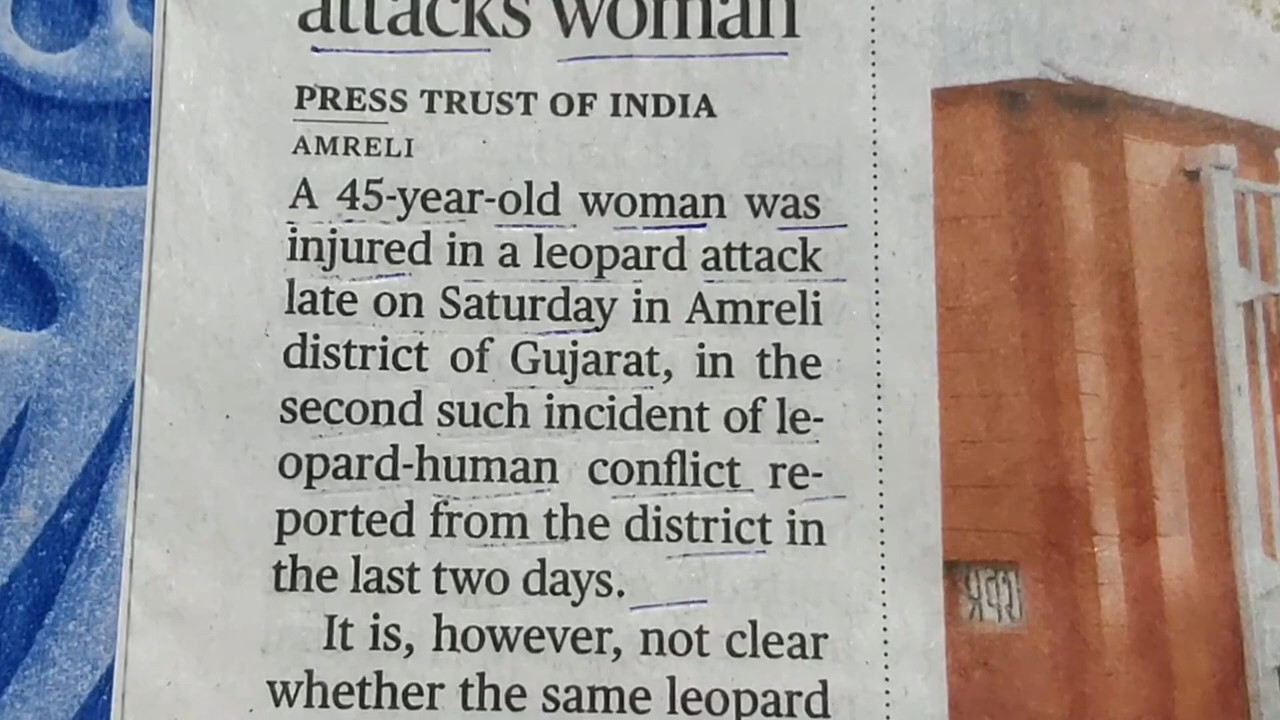 attacks woman
PRESS TRUST OF INDIA
AMRELI
A 45-year-old woman was
injured in a leopard attack
late on Saturday in Amreli
district of Gujarat, in the
second such incident of le-
opard-human conflict re-
ported from the district in
the last two days.
It is, however, not clear
whether the same leopard